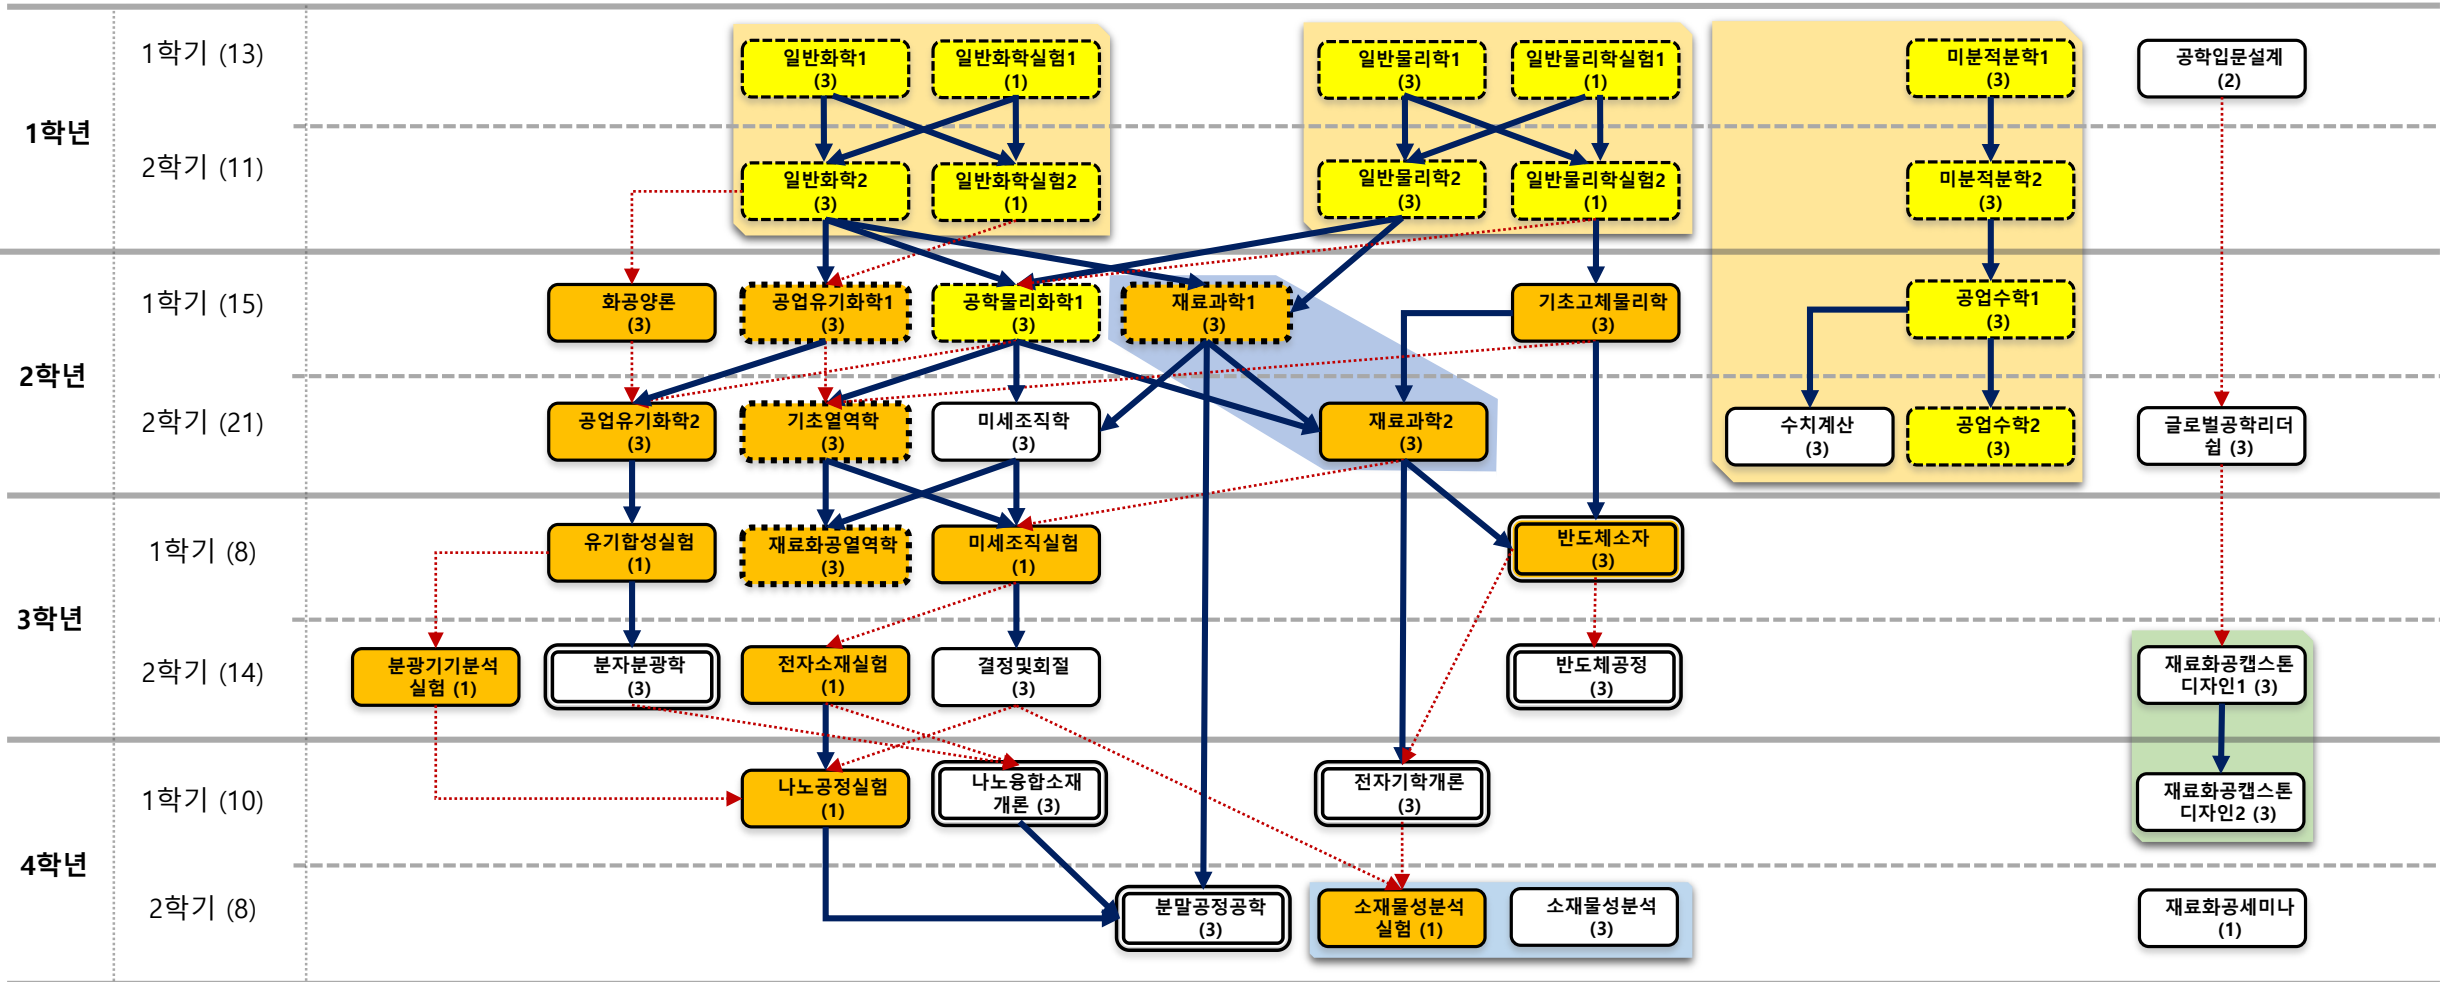 1학년
1학기 (13)
일반화학1
(3)
일반화학실험1
(1)
일반물리학1
(3)
일반물리학실험1
(1)
미분적분학1
(3)
공학입문설계
(2)
2학기 (11)
일반화학2
(3)
일반화학실험2
(1)
일반물리학2
(3)
일반물리학실험2
(1)
미분적분학2
(3)
2학년
1학기 (15)
화공양론
(3)
공업유기화학1
(3)
공학물리화학1
(3)
재료과학1
(3)
기초고체물리학
(3)
공업수학1
(3)
2학기 (21)
공업유기화학2
(3)
기초열역학
(3)
미세조직학
(3)
재료과학2
(3)
수치계산
(3)
공업수학2
(3)
글로벌공학리더
쉽 (3)
3학년
1학기 (8)
유기합성실험
(1)
재료화공열역학
(3)
미세조직실험
(1)
반도체소자
(3)
2학기 (14)
분광기기분석
실험 (1)
분자분광학
(3)
전자소재실험
(1)
결정및회절
(3)
반도체공정
(3)
재료화공캡스톤
디자인1 (3)
4학년
1학기 (10)
나노공정실험
(1)
나노융합소재
개론 (3)
전자기학개론
(3)
재료화공캡스톤
디자인2 (3)
2학기 (8)
분말공정공학
(3)
소재물성분석
실험 (1)
소재물성분석
(3)
재료화공세미나
(1)